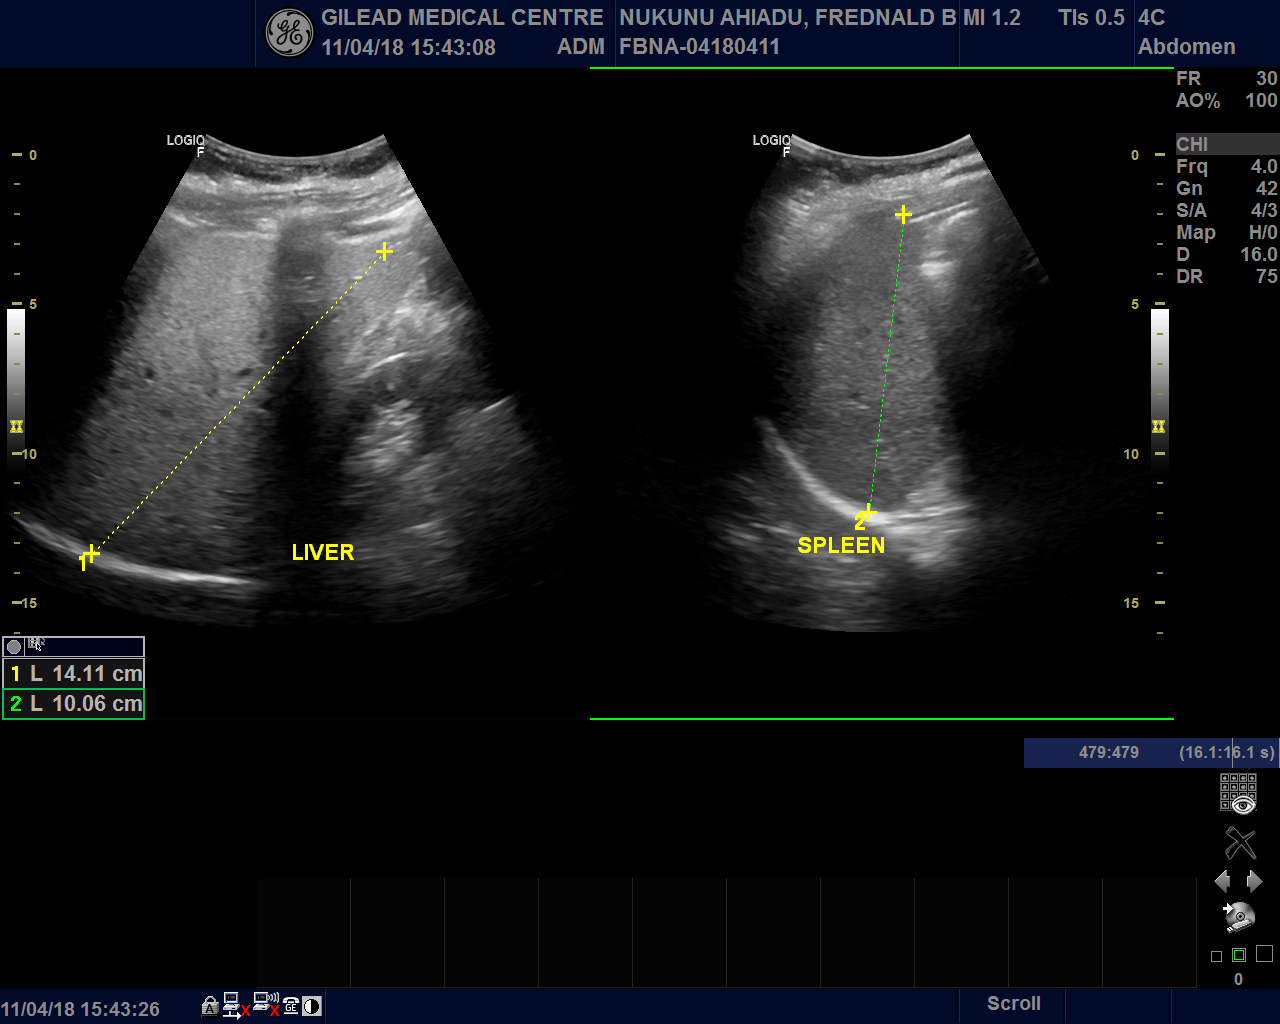 GILEAD MEDICAL CENTRE
11/04/18 15:43:08 ADM
NUKUNU AHIADU, FREDNALD B
FBNA-04180411
MI 1.2 TIs 0.5
4C
Abdomen
FR 30
AO% 100
CHI
Frq 4.0
Gn 42
S/A 4/3
Map H/0
D 16.0
DR 75
LOGIQ
F
0
5
10
15
1
LIVER
LOGIQ
F
0
5
10
15
2
SPLEEN
1 L 14.11 cm
2 L 10.06 cm
479:479 (16.1:16.1 s)
0
11/04/18 15:43:26
A
GE
Scroll